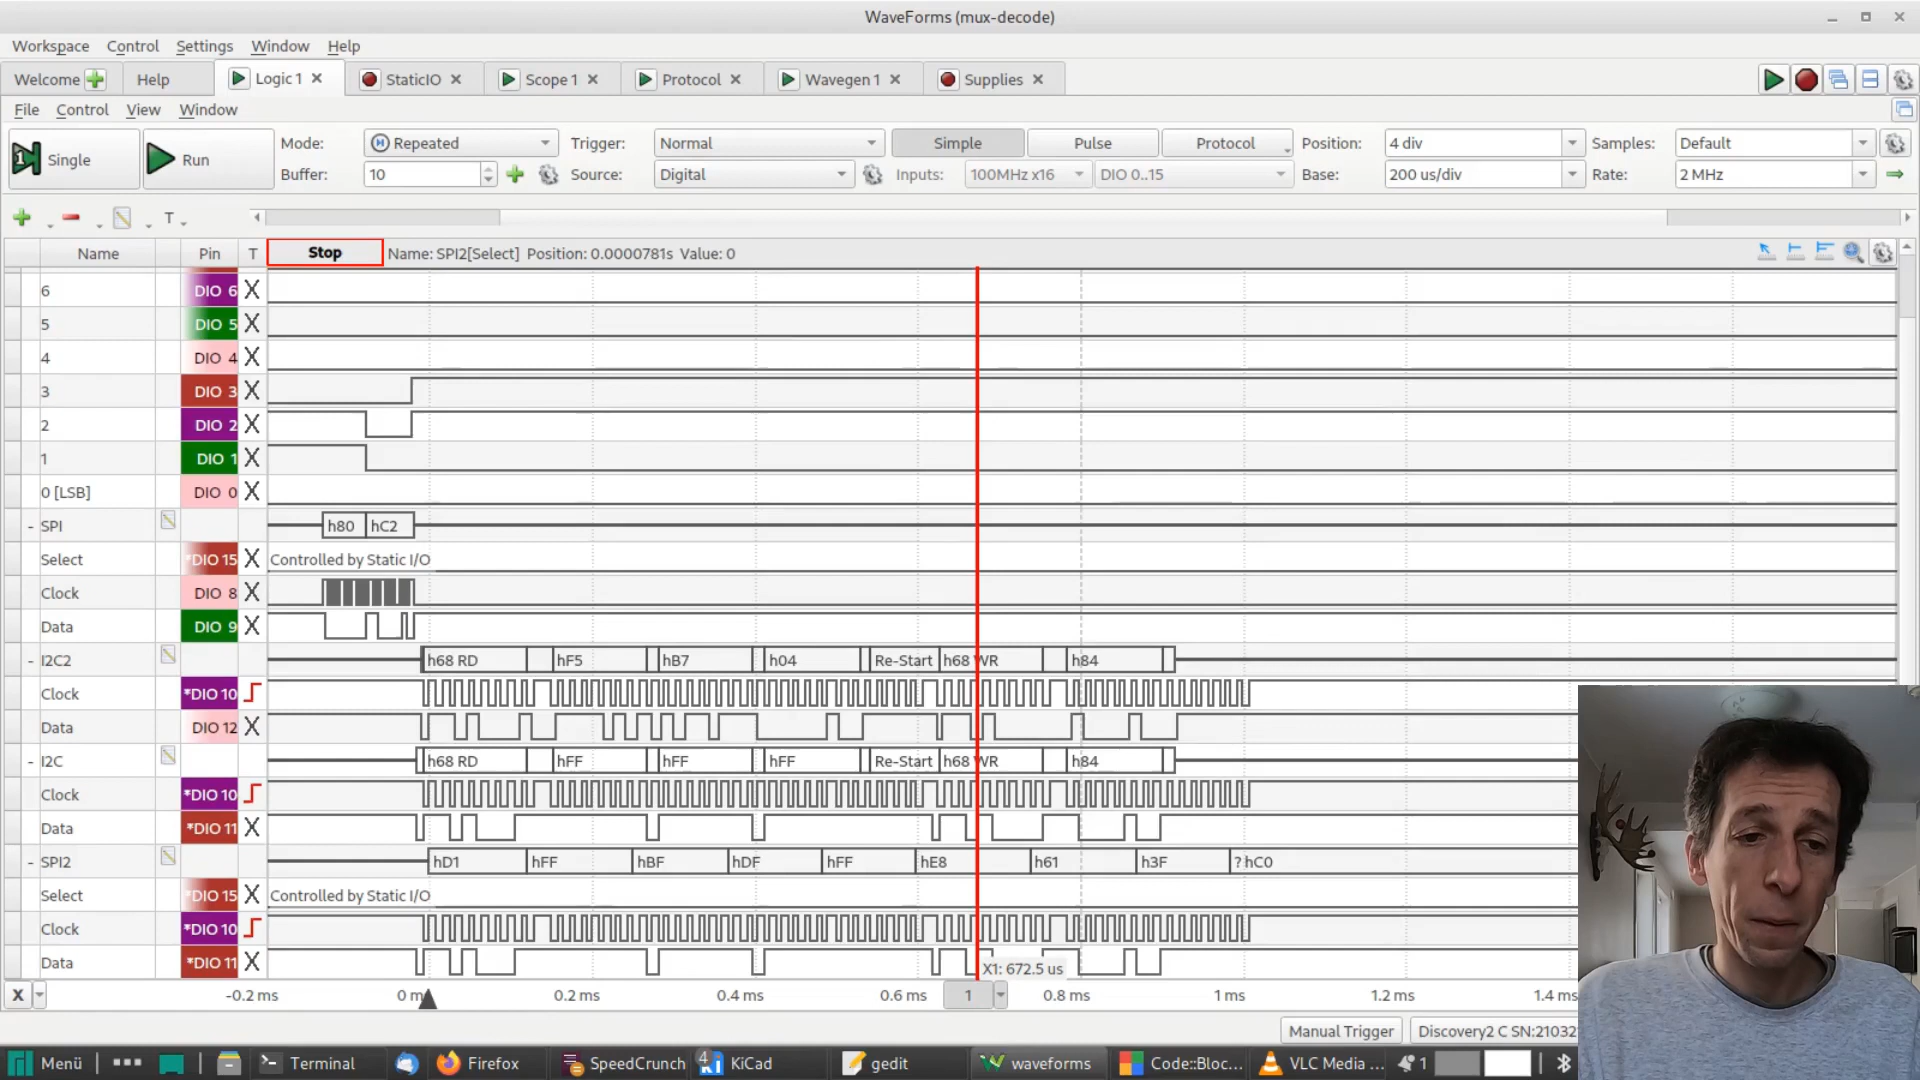 WaveForms (mux-decode)
Workspace Control Settings Window Help
Welcome Help Logic 1 StaticIO Scope 1 Protocol Wavegen 1 Supplies
File Control View Window
Single Run Mode: Repeated Trigger: Normal Simple Pulse Protocol Position: 4 div Samples: Default
Buffer: 10 Source: Digital Inputs: 100MHz x16 DIO 0..15 Base: 200 us/div Rate: 2 MHz
T
Name Pin T Stop Name: SPI2[Select] Position: 0.0000781s Value: 0
6 DIO 6 X
5 DIO 5 X
4 DIO 4 X
3 DIO 3 X
2 DIO 2 X
1 DIO 1 X
0 [LSB] DIO 0 X
- SPI h80 hC2
Select *DIO 15 X Controlled by Static I/O
Clock DIO 8 X
Data DIO 9 X
- I2C2 h68 RD hF5 hB7 h04 Re-Start h68 WR h84
Clock *DIO 10
Data DIO 12 X
- I2C h68 RD hFF hFF hFF Re-Start h68 WR h84
Clock *DIO 10
Data *DIO 11 X
- SPI2 hD1 hFF hBF hDF hFF hE8 h61 h3F ? hC0
Select *DIO 15 X Controlled by Static I/O
Clock *DIO 10
Data *DIO 11 X
X1: 672.5 us
X -0.2 ms 0 m 0.2 ms 0.4 ms 0.6 ms 1 0.8 ms 1 ms 1.2 ms 1.4 ms
Manual Trigger Discovery2 C SN:21032
Menü Terminal Firefox SpeedCrunch 4 KiCad gedit waveforms Code::Bloc... VLC Media ... 1